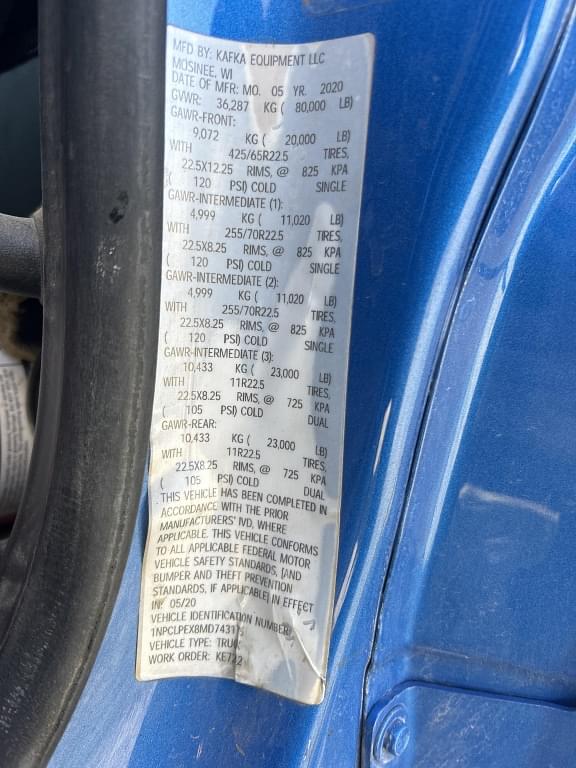 MFD BY: KAFKA EQUIPMENT LLC
MOSINEE, WI
DATE OF MFR: MO. 05 YR. 2020
GVWR: 36,287 KG ( 80,000 LB)
GAWR-FRONT:
9,072 KG ( 20,000 LB)
WITH 425/65R22.5 TIRES,
22.5X12.25 RIMS, @ 825 KPA
( 120 PSI) COLD SINGLE
GAWR-INTERMEDIATE (1):
4,999 KG ( 11,020 LB)
WITH 255/70R22.5 TIRES,
22.5X8.25 RIMS, @ 825 KPA
( 120 PSI) COLD SINGLE
GAWR-INTERMEDIATE (2):
4,999 KG ( 11,020 LB)
WITH 255/70R22.5 TIRES,
22.5X8.25 RIMS, @ 825 KPA
( 120 PSI) COLD SINGLE
GAWR-INTERMEDIATE (3):
10,433 KG ( 23,000 LB)
WITH 11R22.5 TIRES,
22.5X8.25 RIMS, @ 725 KPA
( 105 PSI) COLD DUAL
GAWR-REAR:
10,433 KG ( 23,000 LB)
WITH 11R22.5 TIRES,
22.5X8.25 RIMS, @ 725 KPA
( 105 PSI) COLD DUAL
THIS VEHICLE HAS BEEN COMPLETED IN
ACCORDANCE WITH THE PRIOR
MANUFACTURERS' IVD, WHERE
APPLICABLE. THIS VEHICLE CONFORMS
TO ALL APPLICABLE FEDERAL MOTOR
VEHICLE SAFETY STANDARDS, [AND
BUMPER AND THEFT PREVENTION
STANDARDS, IF APPLICABLE] IN EFFECT
IN: 05/20
VEHICLE IDENTIFICATION NUMBER:
VEHICLE TYPE: TRUCK
WORK ORDER: KE722